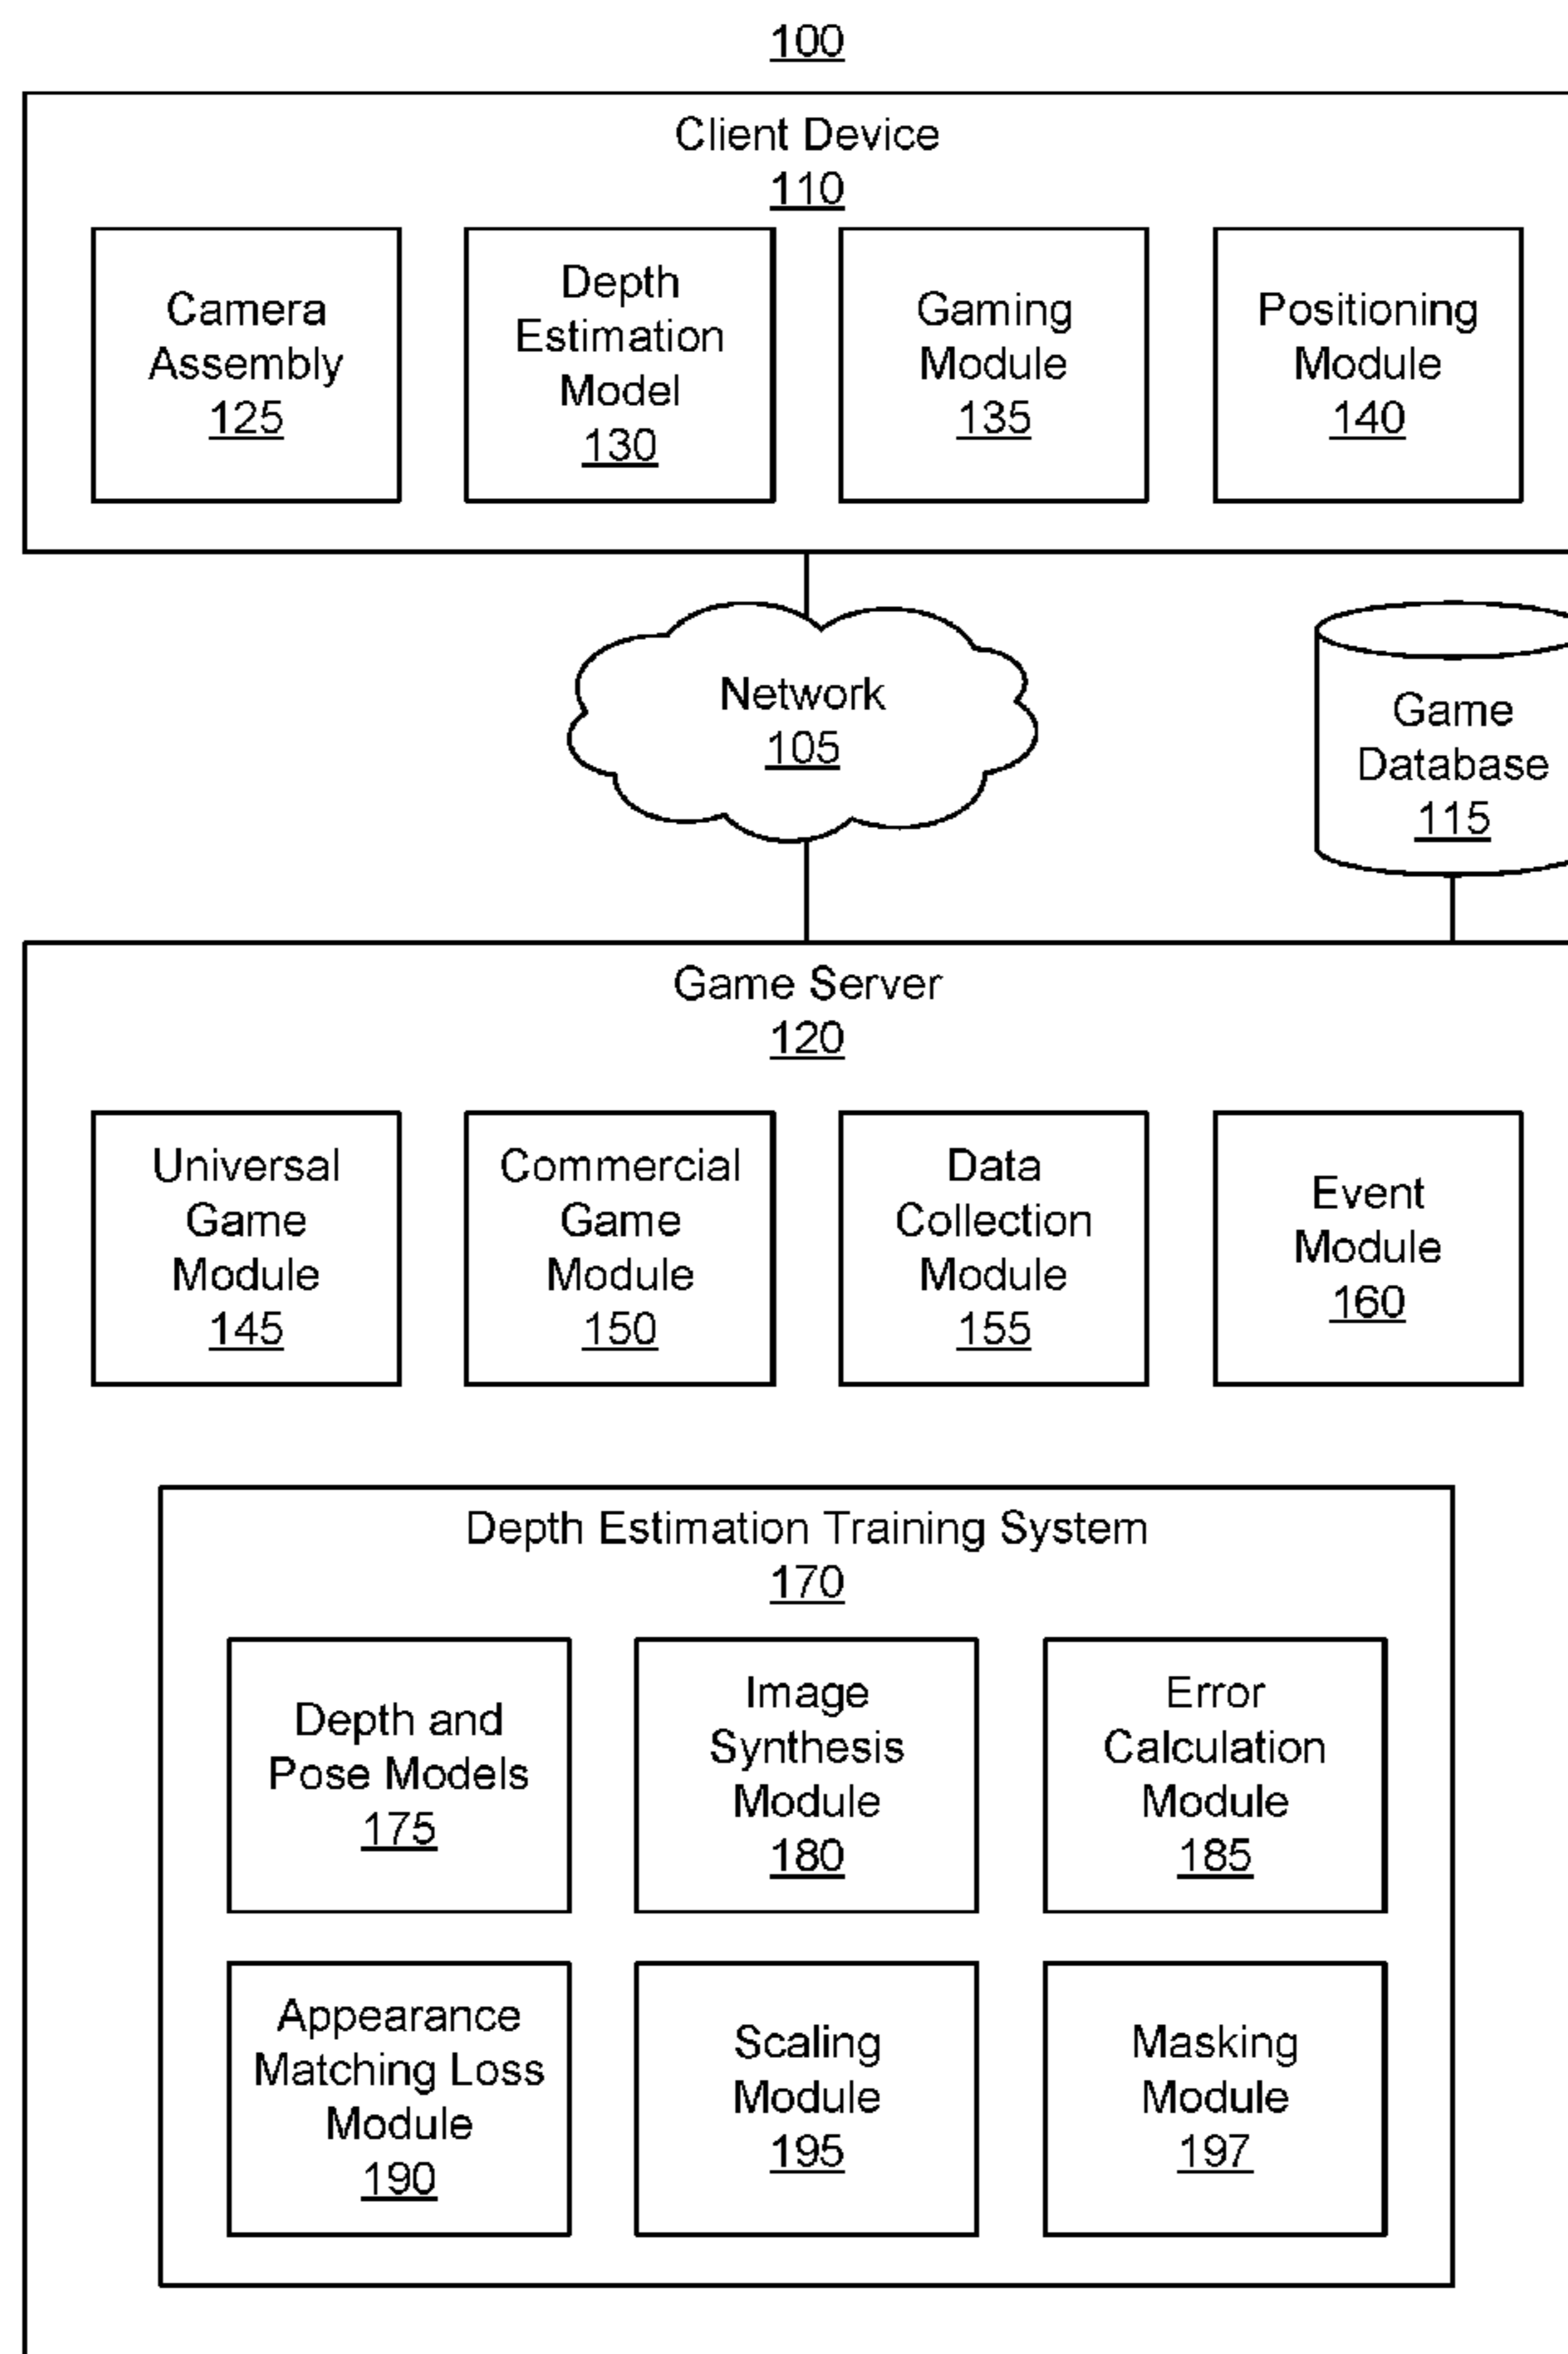 100
Client Device
110
Camera
Assembly
125
Depth
Estimation
Model
130
Gaming
Module
135
Positioning
Module
140
Network
105
Game
Database
115
Game Server
120
Universal
Game
Module
145
Commercial
Game
Module
150
Data
Collection
Module
155
Event
Module
160
Depth Estimation Training System
170
Depth and
Pose Models
175
Image
Synthesis
Module
180
Error
Calculation
Module
185
Appearance
Matching Loss
Module
190
Scaling
Module
195
Masking
Module
197